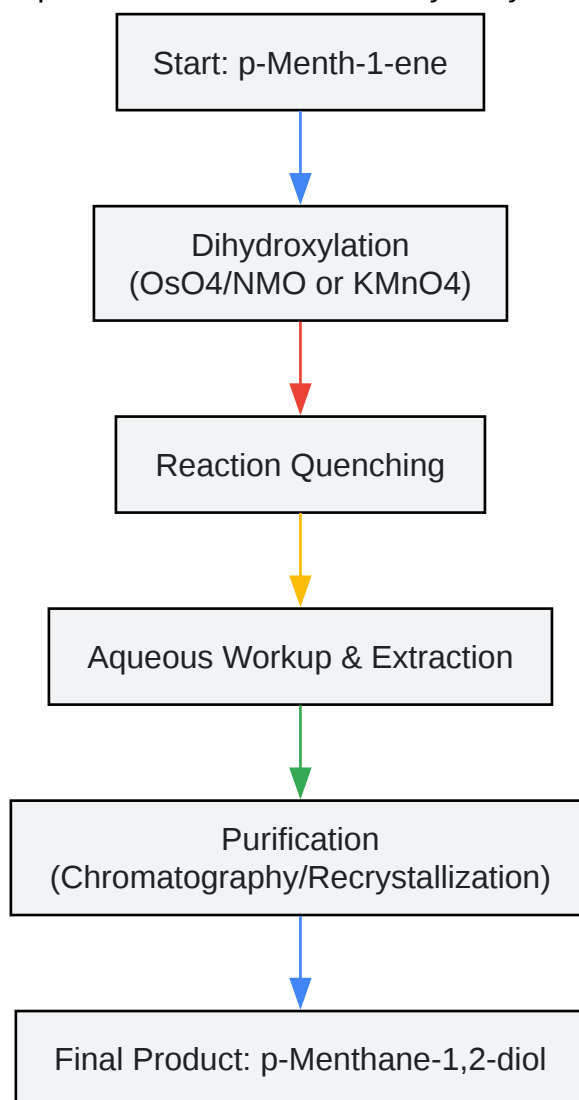 Start: p-Menth-1-ene
Dihydroxylation
(OsO4/NMO or KMnO4)
Reaction Quenching
Aqueous Workup & Extraction
Purification
(Chromatography/Recrystallization)
Final Product: p-Menthane-1,2-diol